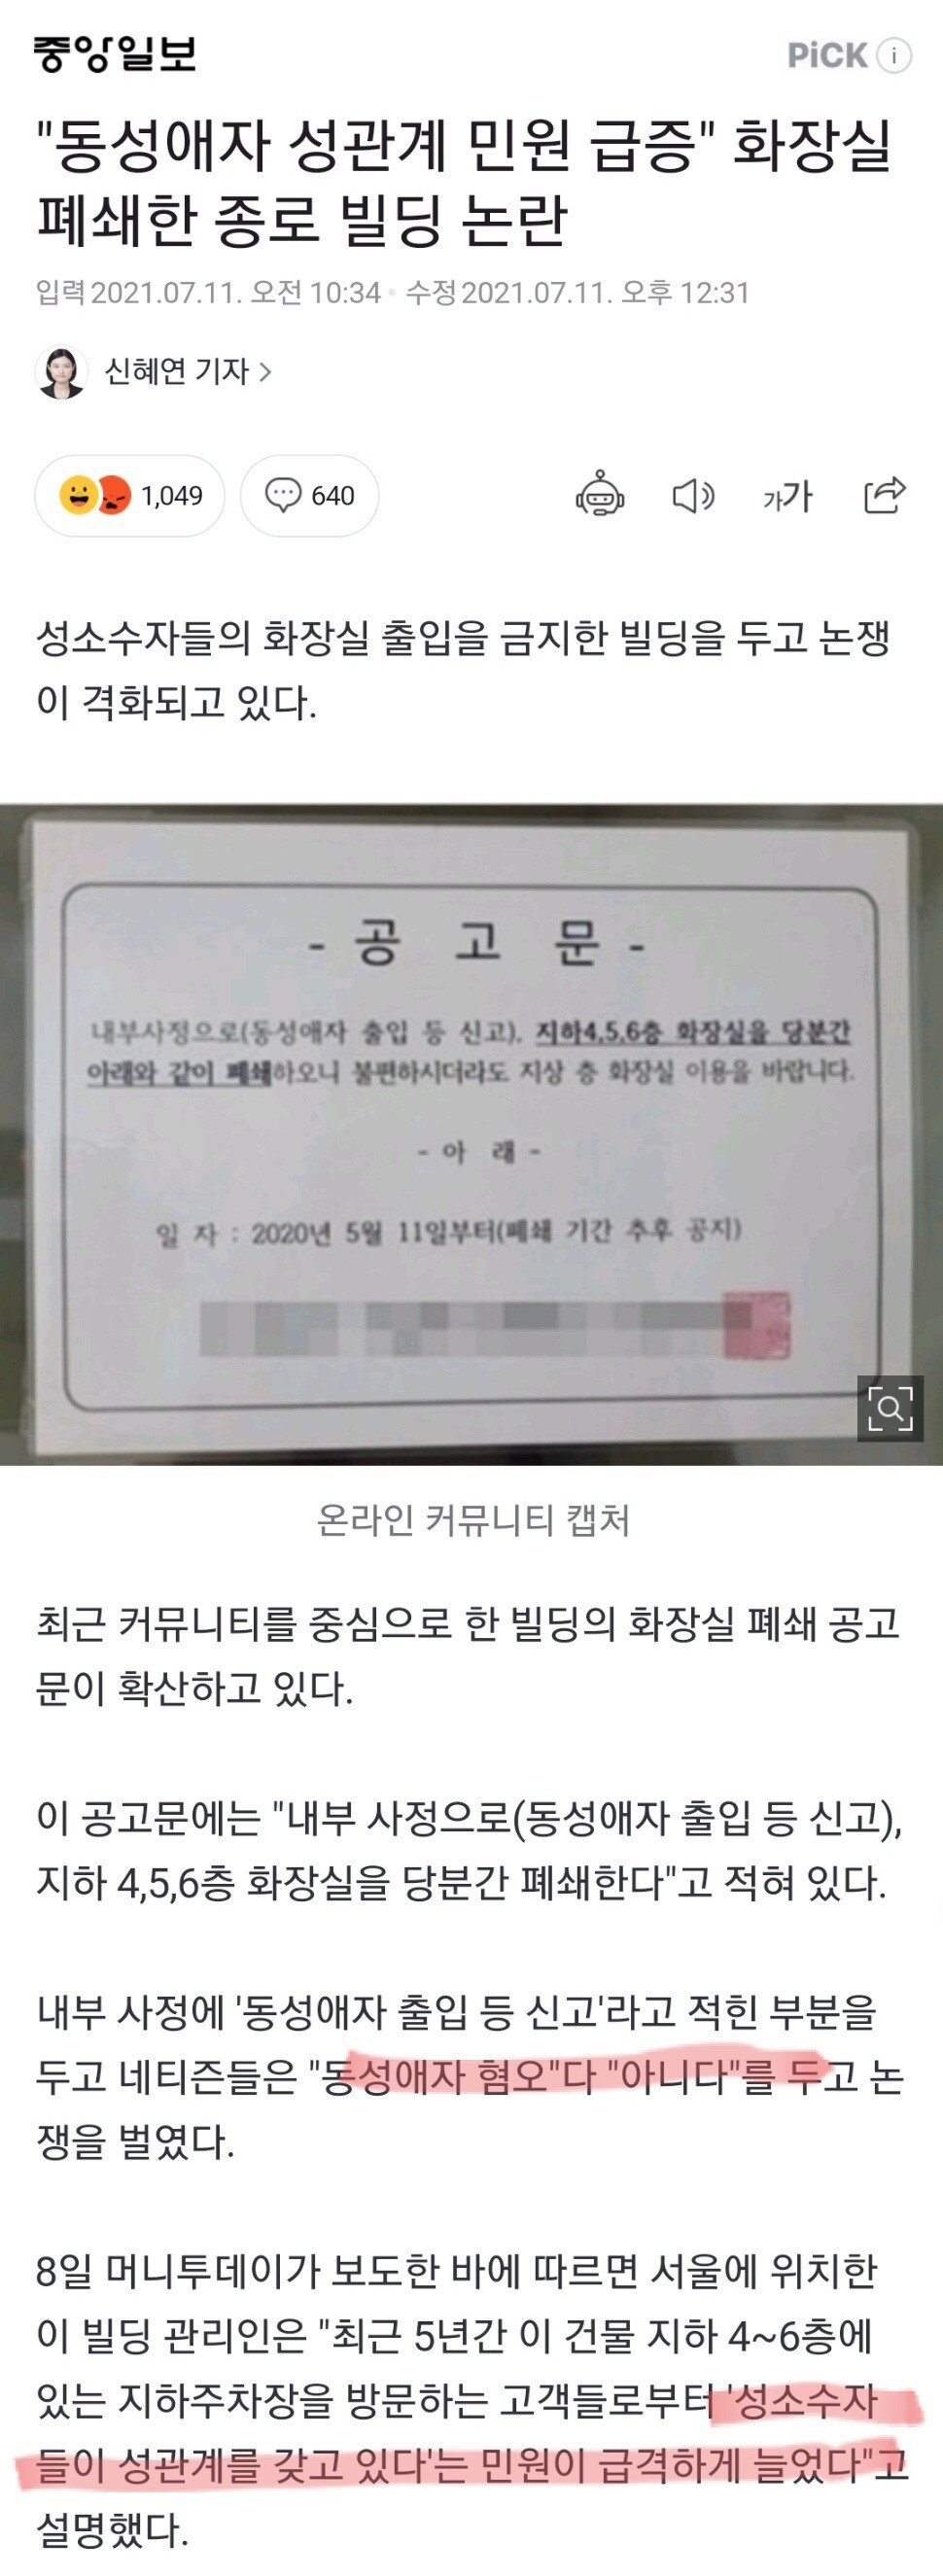 중앙일보
PiCK i
"동성애자 성관계 민원 급증" 화장실
폐쇄한 종로 빌딩 논란
입력 2021.07.11. 오전 10:34 · 수정 2021.07.11. 오후 12:31
신혜연 기자 >
1,049
640
가가
성소수자들의 화장실 출입을 금지한 빌딩을 두고 논쟁
이 격화되고 있다.
- 공 고 문 -
내부사정으로(동성애자 출입 등 신고), 지하4,5,6층 화장실을 당분간
아래와 같이 폐쇄하오니 불편하시더라도 지상 층 화장실 이용을 바랍니다.
- 아 래 -
일 자 : 2020년 5월 11일부터(폐쇄 기간 추후 공지)
온라인 커뮤니티 캡처
최근 커뮤니티를 중심으로 한 빌딩의 화장실 폐쇄 공고
문이 확산하고 있다.
이 공고문에는 "내부 사정으로(동성애자 출입 등 신고),
지하 4,5,6층 화장실을 당분간 폐쇄한다"고 적혀 있다.
내부 사정에 '동성애자 출입 등 신고'라고 적힌 부분을
두고 네티즌들은 "동성애자 혐오"다 "아니다"를 두고 논
쟁을 벌였다.
8일 머니투데이가 보도한 바에 따르면 서울에 위치한
이 빌딩 관리인은 "최근 5년간 이 건물 지하 4~6층에
있는 지하주차장을 방문하는 고객들로부터 '성소수자
들이 성관계를 갖고 있다'는 민원이 급격하게 늘었다"고
설명했다.